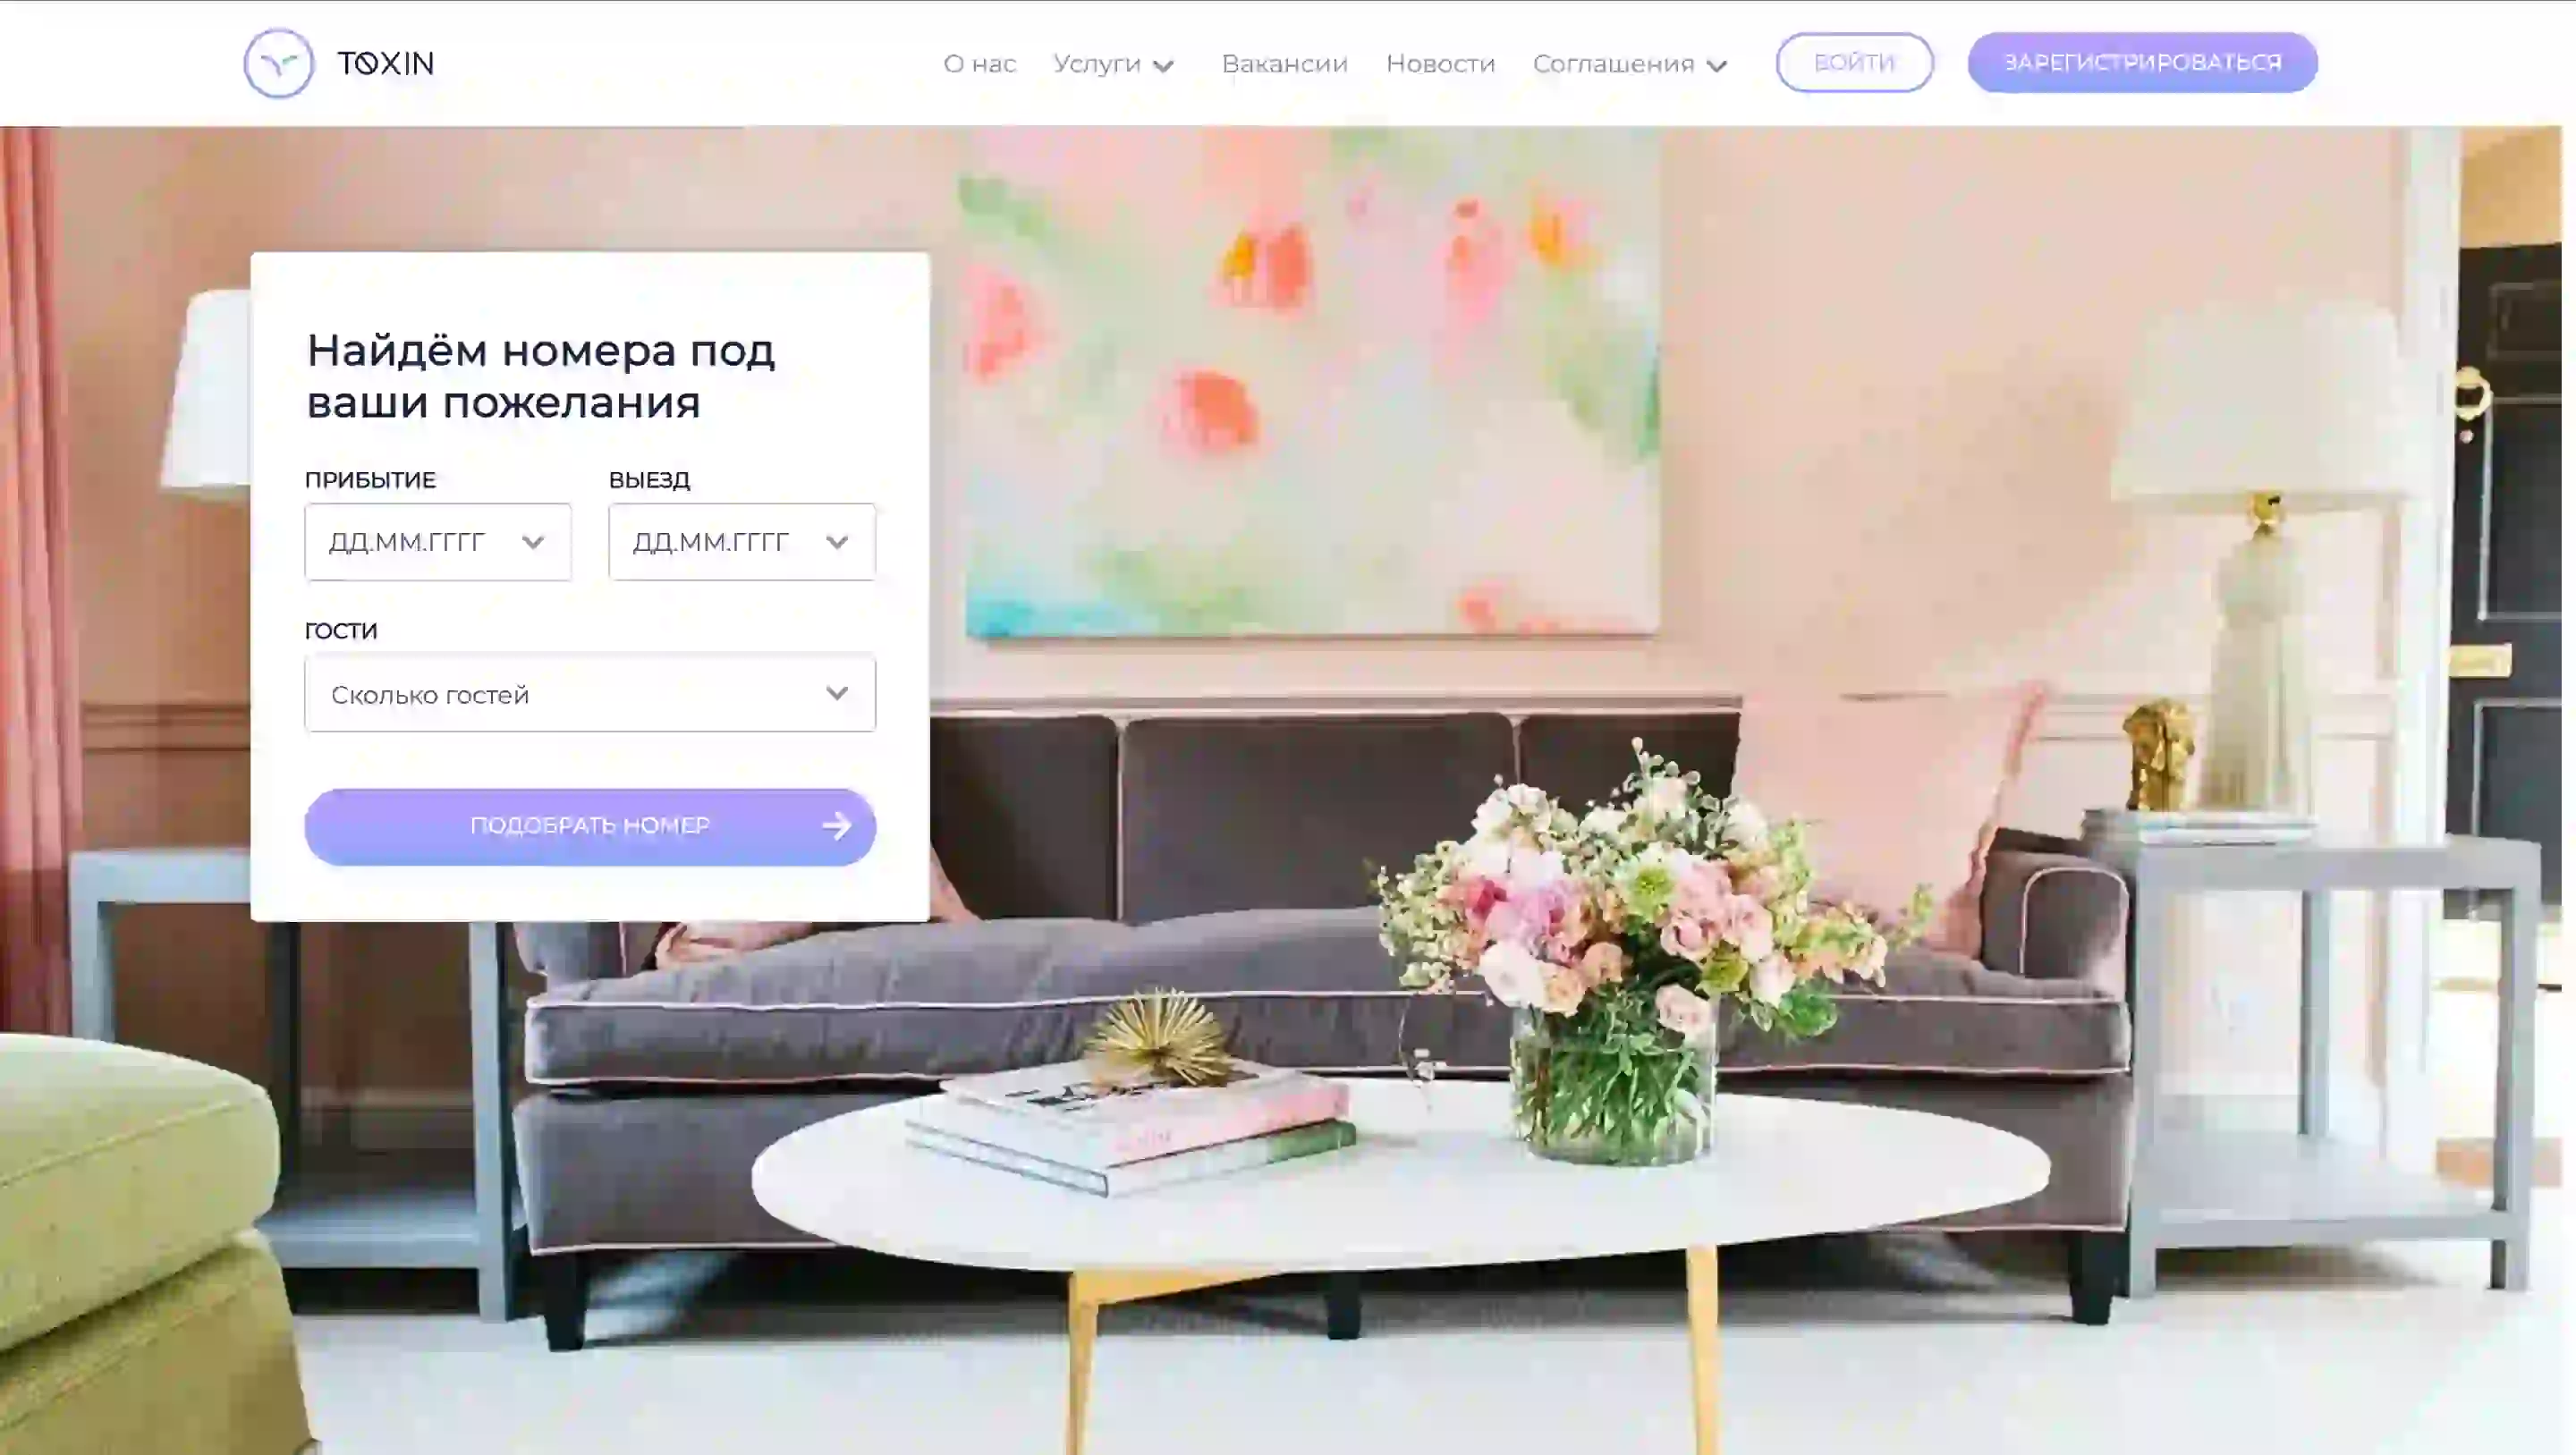 TOXIN
О нас
Услуги
Вакансии
Новости
Соглашения
ВОЙТИ
ЗАРЕГИСТРИРОВАТЬСЯ
Найдём номера под
ваши пожелания
ПРИБЫТИЕ
ВЫЕЗД
ДД.ММ.ГГГГ
ДД.ММ.ГГГГ
ГОСТИ
Сколько гостей
ПОДОБРАТЬ НОМЕР